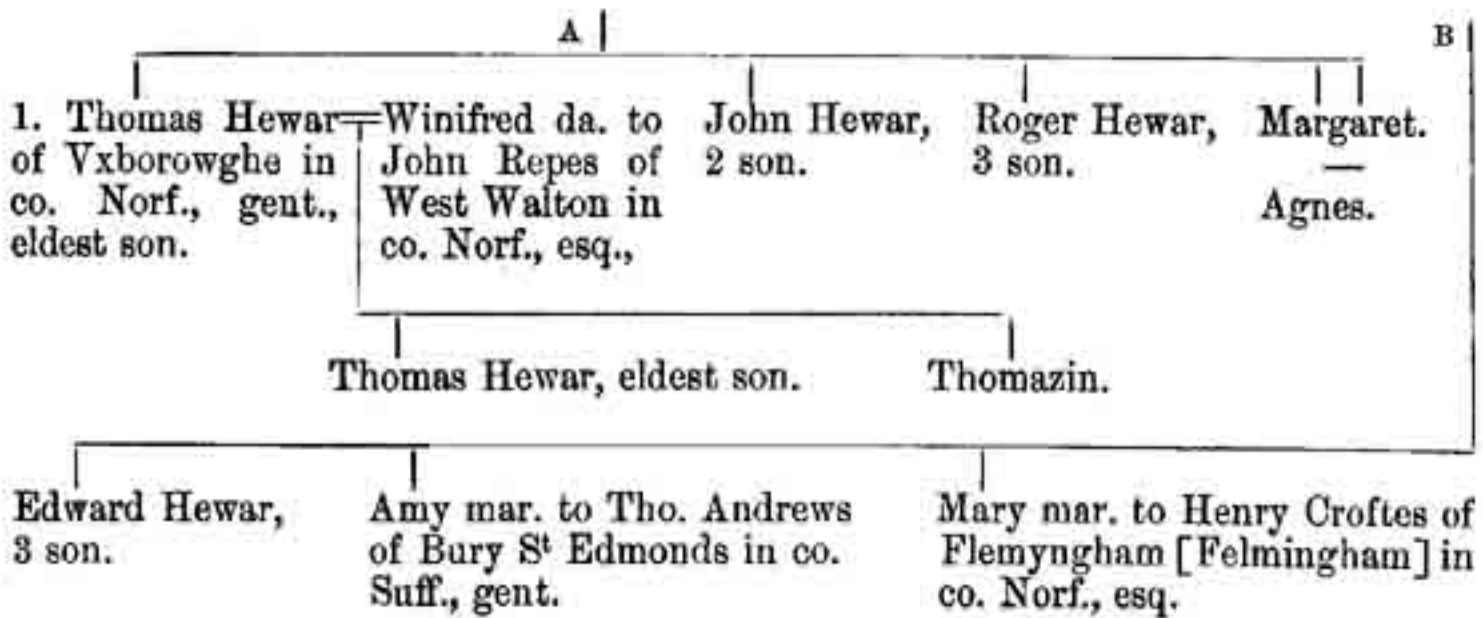 A B
1. Thomas Hewar
of Vxborowghe in
co. Norf., gent.,
eldest son.
Winifred da. to
John Repes of
West Walton in
co. Norf., esq.,
John Hewar,
2 son.
Roger Hewar,
3 son.
Margaret.
—
Agnes.
Thomas Hewar, eldest son.
Thomazin.
Edward Hewar,
3 son.
Amy mar. to Tho. Andrews
of Bury Sᵗ Edmonds in co.
Suff., gent.
Mary mar. to Henry Croftes of
Flemyngham [Felmingham] in
co. Norf., esq.